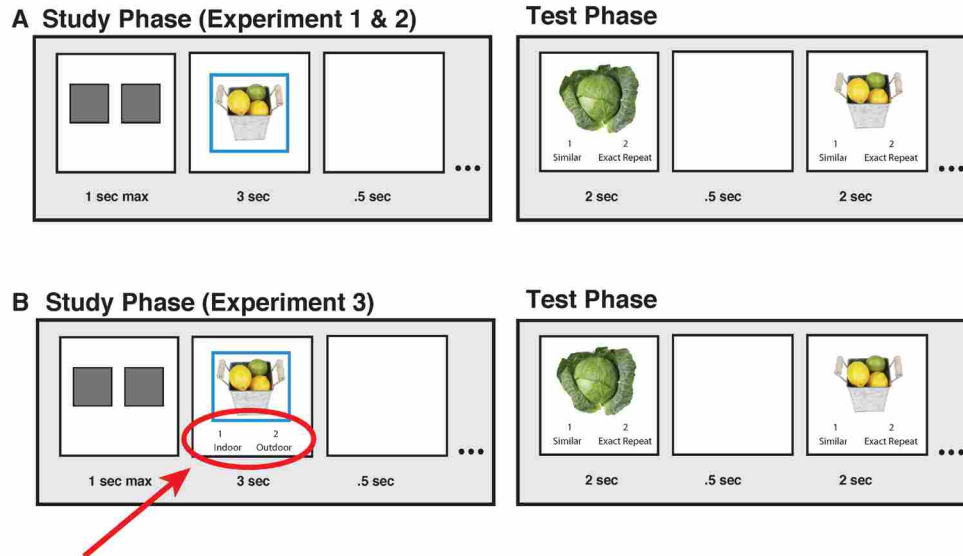 A Study Phase (Experiment 1 & 2)
Test Phase
1 2
Similar Exact Repeat
1 2
Similar Exact Repeat
...
...
1 sec max
3 sec
.5 sec
2 sec
.5 sec
2 sec
B Study Phase (Experiment 3)
Test Phase
1 2
Indoor Outdoor
1 2
Similar Exact Repeat
1 2
Similar Exact Repeat
...
...
1 sec max
3 sec
.5 sec
2 sec
.5 sec
2 sec